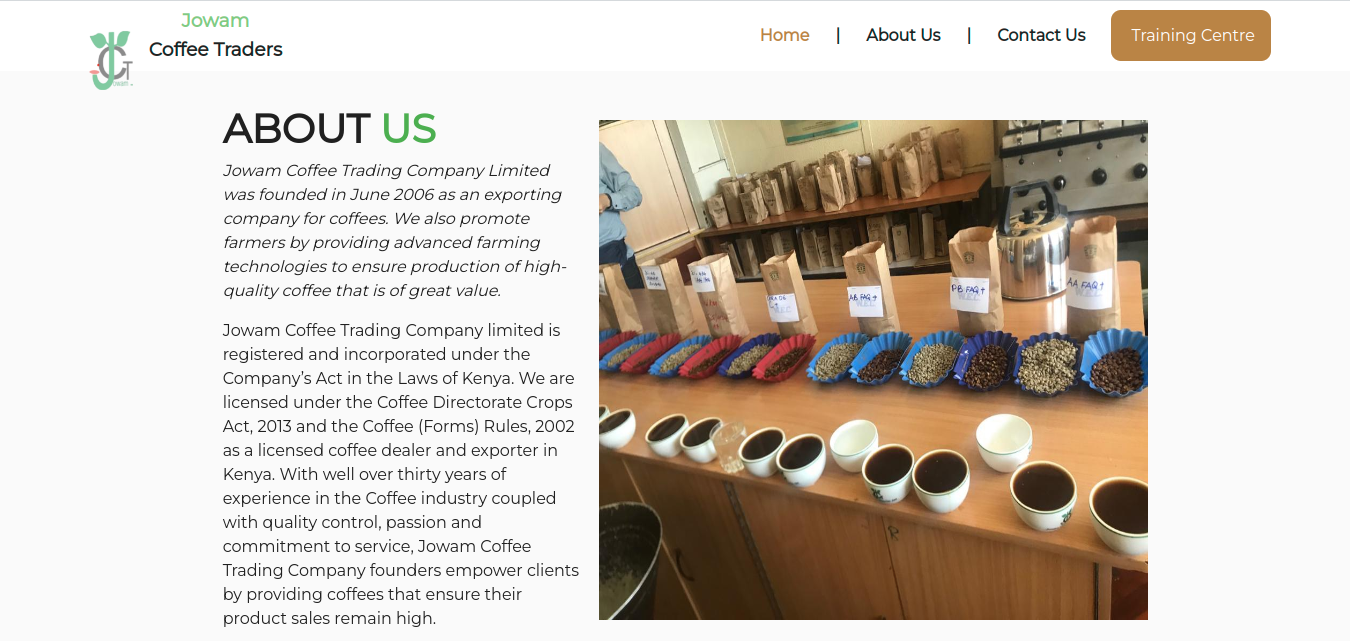 Jowam
Coffee Traders
Home | About Us | Contact Us Training Centre
ABOUT US
Jowam Coffee Trading Company Limited
was founded in June 2006 as an exporting
company for coffees. We also promote
farmers by providing advanced farming
technologies to ensure production of high-
quality coffee that is of great value.
Jowam Coffee Trading Company limited is
registered and incorporated under the
Company's Act in the Laws of Kenya. We are
licensed under the Coffee Directorate Crops
Act, 2013 and the Coffee (Forms) Rules, 2002
as a licensed coffee dealer and exporter in
Kenya. With well over thirty years of
experience in the Coffee industry coupled
with quality control, passion and
commitment to service, Jowam Coffee
Trading Company founders empower clients
by providing coffees that ensure their
product sales remain high.
AB FAQ +
PB FAQ +
AA FAQ +